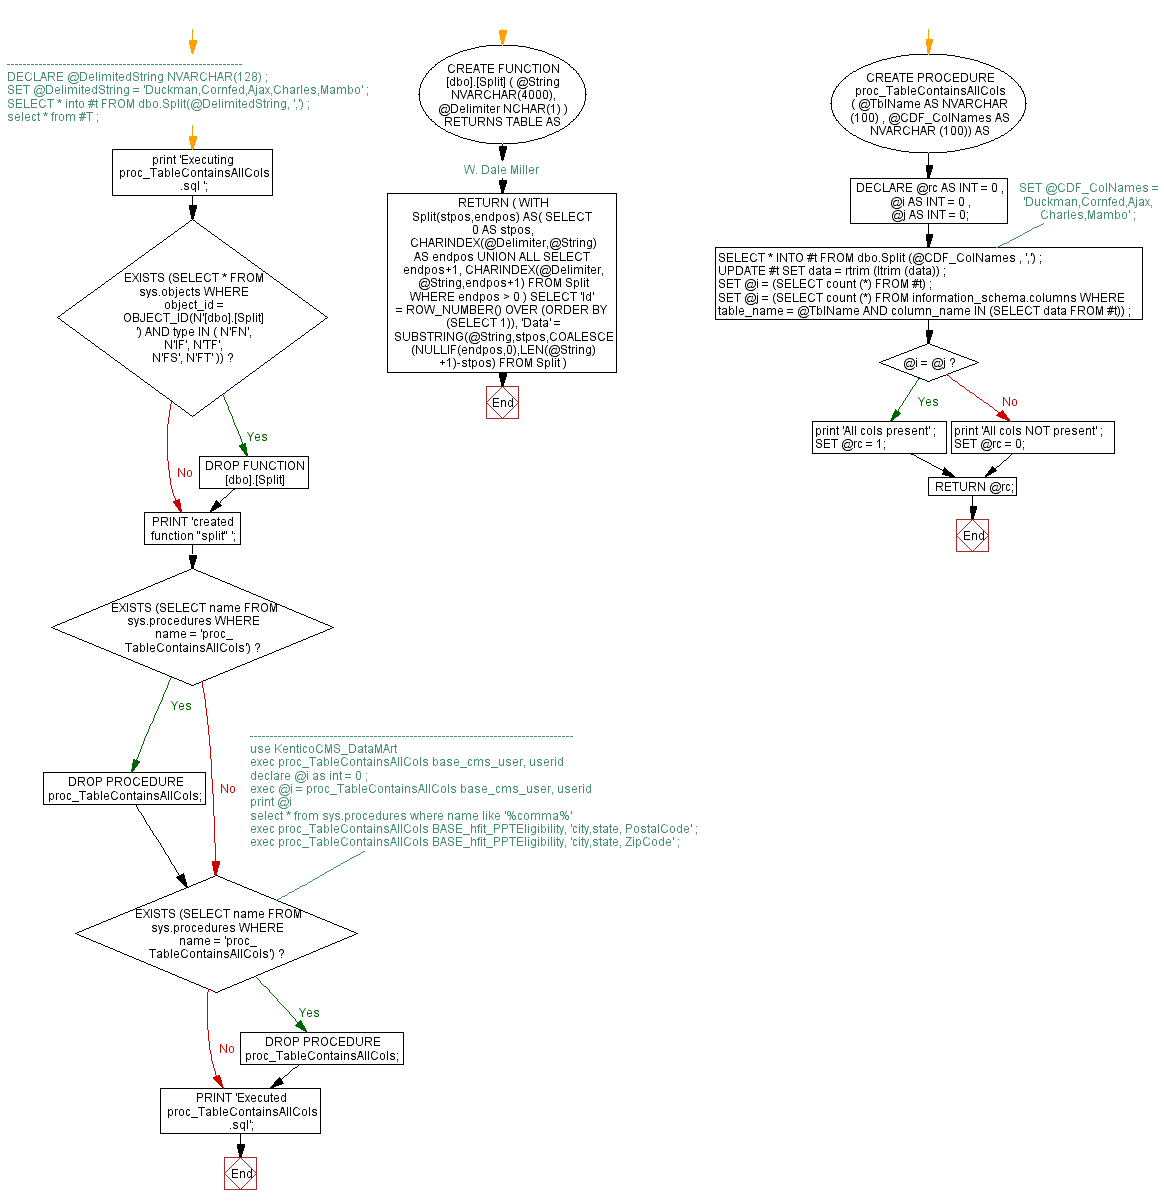 ------------------------------------------------------------
DECLARE @DelimitedString NVARCHAR(128) ;
SET @DelimitedString = 'Duckman,Cornfed,Ajax,Charles,Mambo' ;
SELECT * into #t FROM dbo.Split(@DelimitedString, ',') ;
select * from #T ;
print 'Executing
proc_TableContainsAllCols
.sql ';
EXISTS (SELECT * FROM
sys.objects WHERE
object_id =
OBJECT_ID(N'[dbo].[Split]
') AND type IN ( N'FN',
N'IF', N'TF',
N'FS', N'FT' )) ?
Yes
No
DROP FUNCTION
[dbo].[Split]
PRINT 'created
function "split" ';
EXISTS (SELECT name FROM
sys.procedures WHERE
name = 'proc_
TableContainsAllCols') ?
Yes
No
DROP PROCEDURE
proc_TableContainsAllCols;
---------------------------------------------------------------------------------
use KenticoCMS_DataMArt
exec proc_TableContainsAllCols base_cms_user, userid
declare @i as int = 0 ;
exec @i = proc_TableContainsAllCols base_cms_user, userid
print @i
select * from sys.procedures where name like '%comma%'
exec proc_TableContainsAllCols BASE_hfit_PPTEligibility, 'city,state, PostalCode' ;
exec proc_TableContainsAllCols BASE_hfit_PPTEligibility, 'city,state, ZipCode' ;
EXISTS (SELECT name FROM
sys.procedures WHERE
name = 'proc_
TableContainsAllCols') ?
Yes
No
DROP PROCEDURE
proc_TableContainsAllCols;
PRINT 'Executed
proc_TableContainsAllCols
.sql';
End
CREATE FUNCTION
[dbo].[Split] ( @String
NVARCHAR(4000),
@Delimiter NCHAR(1) )
RETURNS TABLE AS
W. Dale Miller
RETURN ( WITH
Split(stpos,endpos) AS( SELECT
0 AS stpos,
CHARINDEX(@Delimiter,@String)
AS endpos UNION ALL SELECT
endpos+1, CHARINDEX(@Delimiter,
@String,endpos+1) FROM Split
WHERE endpos > 0 ) SELECT 'Id'
= ROW_NUMBER() OVER (ORDER BY
(SELECT 1)), 'Data' =
SUBSTRING(@String,stpos,COALESCE
(NULLIF(endpos,0),LEN(@String)
+1)-stpos) FROM Split )
End
CREATE PROCEDURE
proc_TableContainsAllCols
( @TblName AS NVARCHAR
(100) , @CDF_ColNames AS
NVARCHAR (100)) AS
DECLARE @rc AS INT = 0 ,
@i AS INT = 0 ,
@j AS INT = 0;
SET @CDF_ColNames =
'Duckman,Cornfed,Ajax,
Charles,Mambo' ;
SELECT * INTO #t FROM dbo.Split (@CDF_ColNames , ',') ;
UPDATE #t SET data = rtrim (ltrim (data)) ;
SET @i = (SELECT count (*) FROM #t) ;
SET @j = (SELECT count (*) FROM information_schema.columns WHERE
table_name = @TblName AND column_name IN (SELECT data FROM #t)) ;
@i = @j ?
Yes
No
print 'All cols present' ;
SET @rc = 1;
print 'All cols NOT present' ;
SET @rc = 0;
RETURN @rc;
End